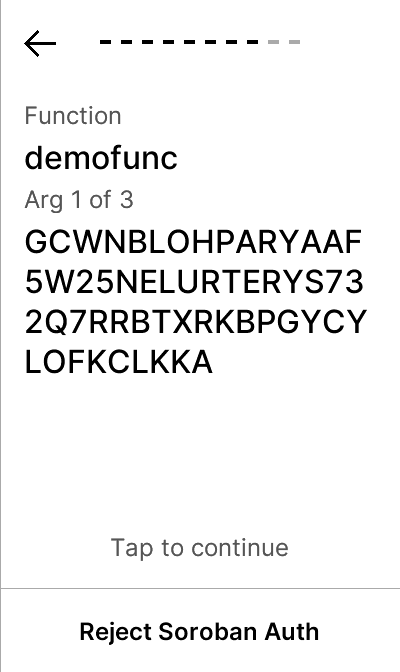 Function
demofunc
Arg 1 of 3
GCWNBLOHPARYAAF
5W25NELURTERYS73
2Q7RRBTXRKBPGYCY
LOFKCLKKA
Tap to continue
Reject Soroban Auth